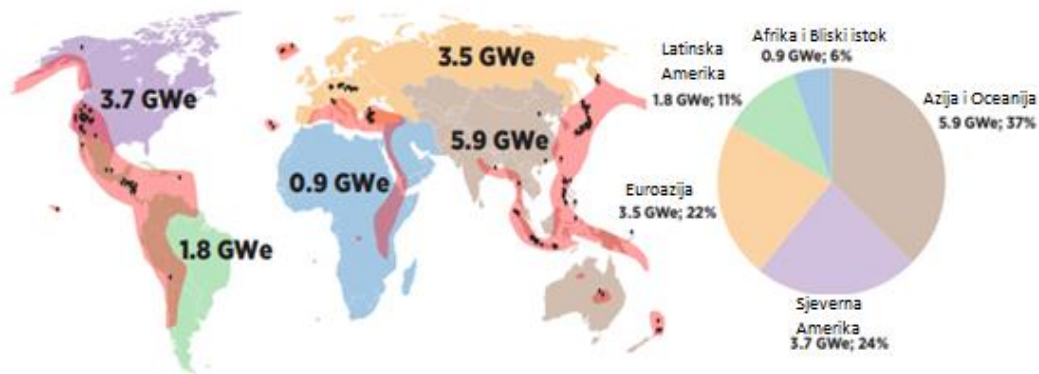 3.7 GWe
3.5 GWe
5.9 GWe
0.9 GWe
1.8 GWe
Afrika i Bliski istok
0.9 GWe; 6%
Latinska
Amerika
1.8 GWe; 11%
Azija i Oceanija
5.9 GWe; 37%
Euroazija
3.5 GWe; 22%
Sjeverna
Amerika
3.7 GWe; 24%